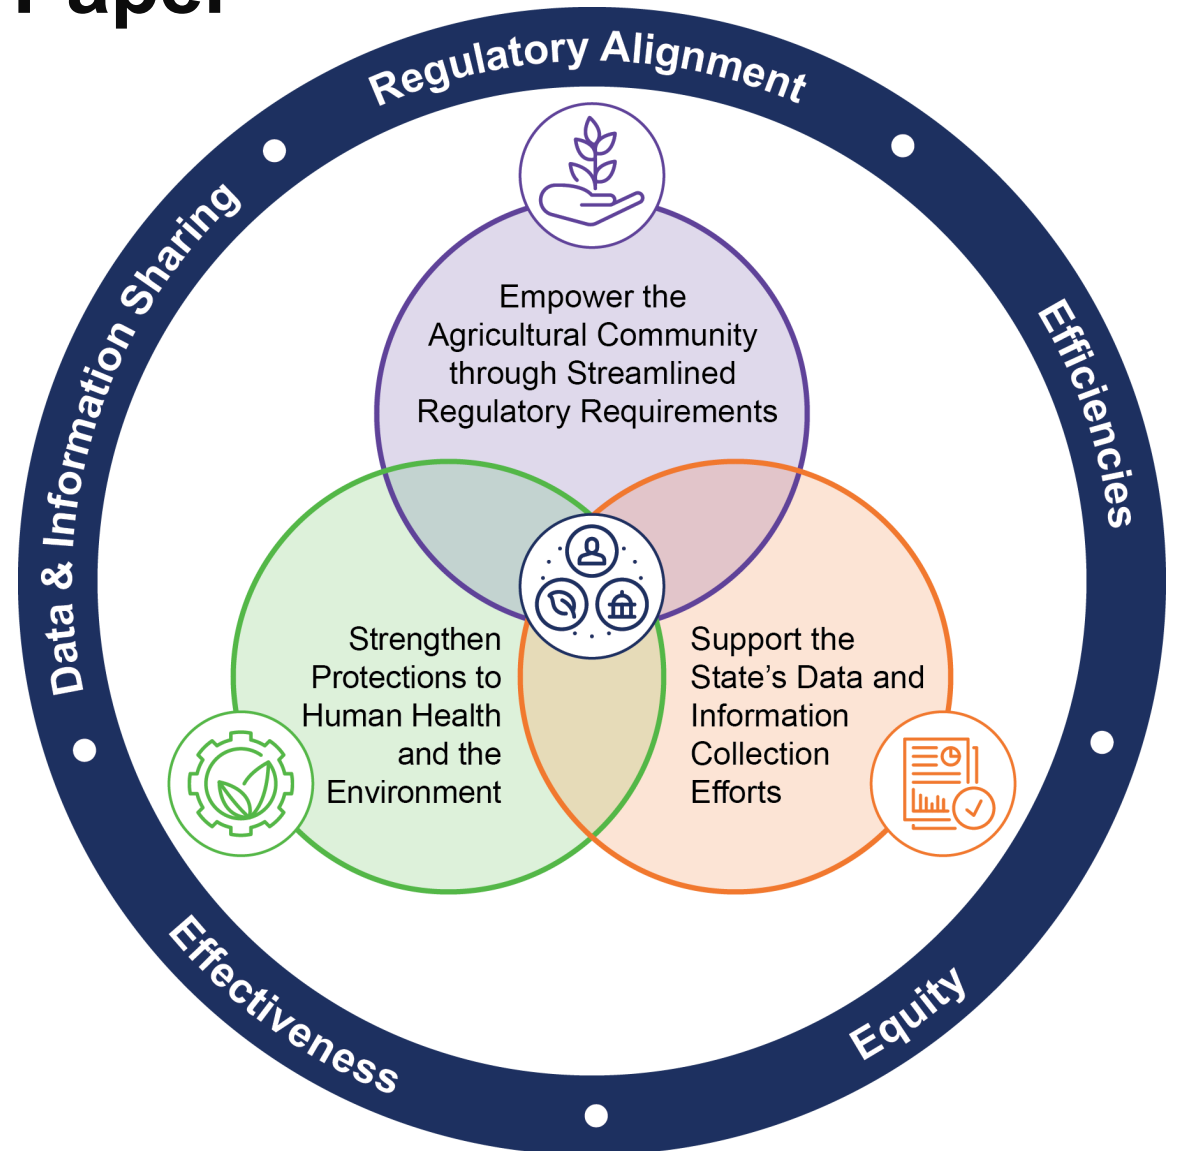 Paper
Regulatory Alignment
Efficiencies
Equity
Effectiveness
Data & Information Sharing
Empower the
Agricultural Community
through Streamlined
Regulatory Requirements
Strengthen
Protections to
Human Health
and the
Environment
Support the
State’s Data and
Information
Collection
Efforts